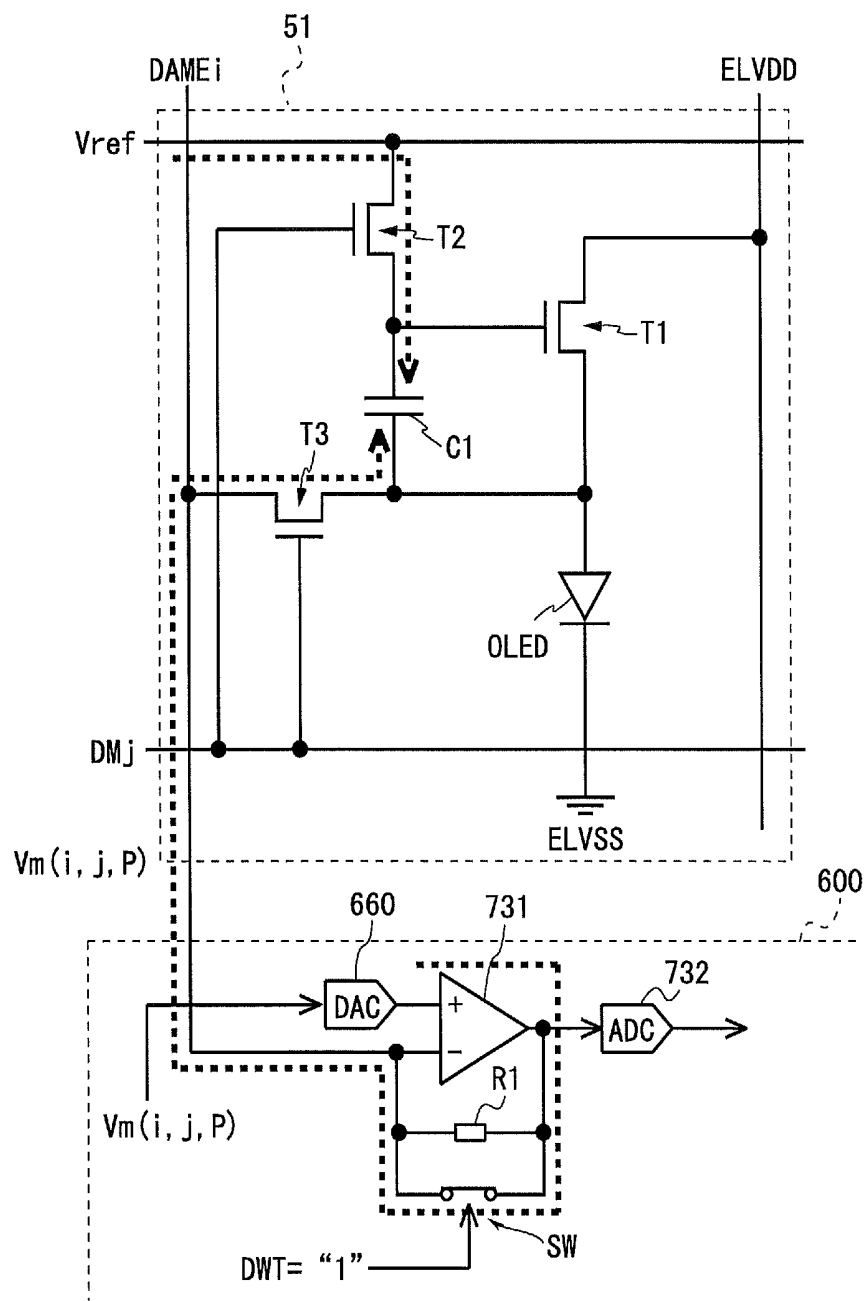 51
DAMEi
ELVDD
Vref
T2
T1
C1
T3
OLED
DMj
ELVSS
Vm(i,j,P)
600
660
731
732
DAC
+
−
ADC
R1
Vm(i,j,P)
SW
DWT= “1”